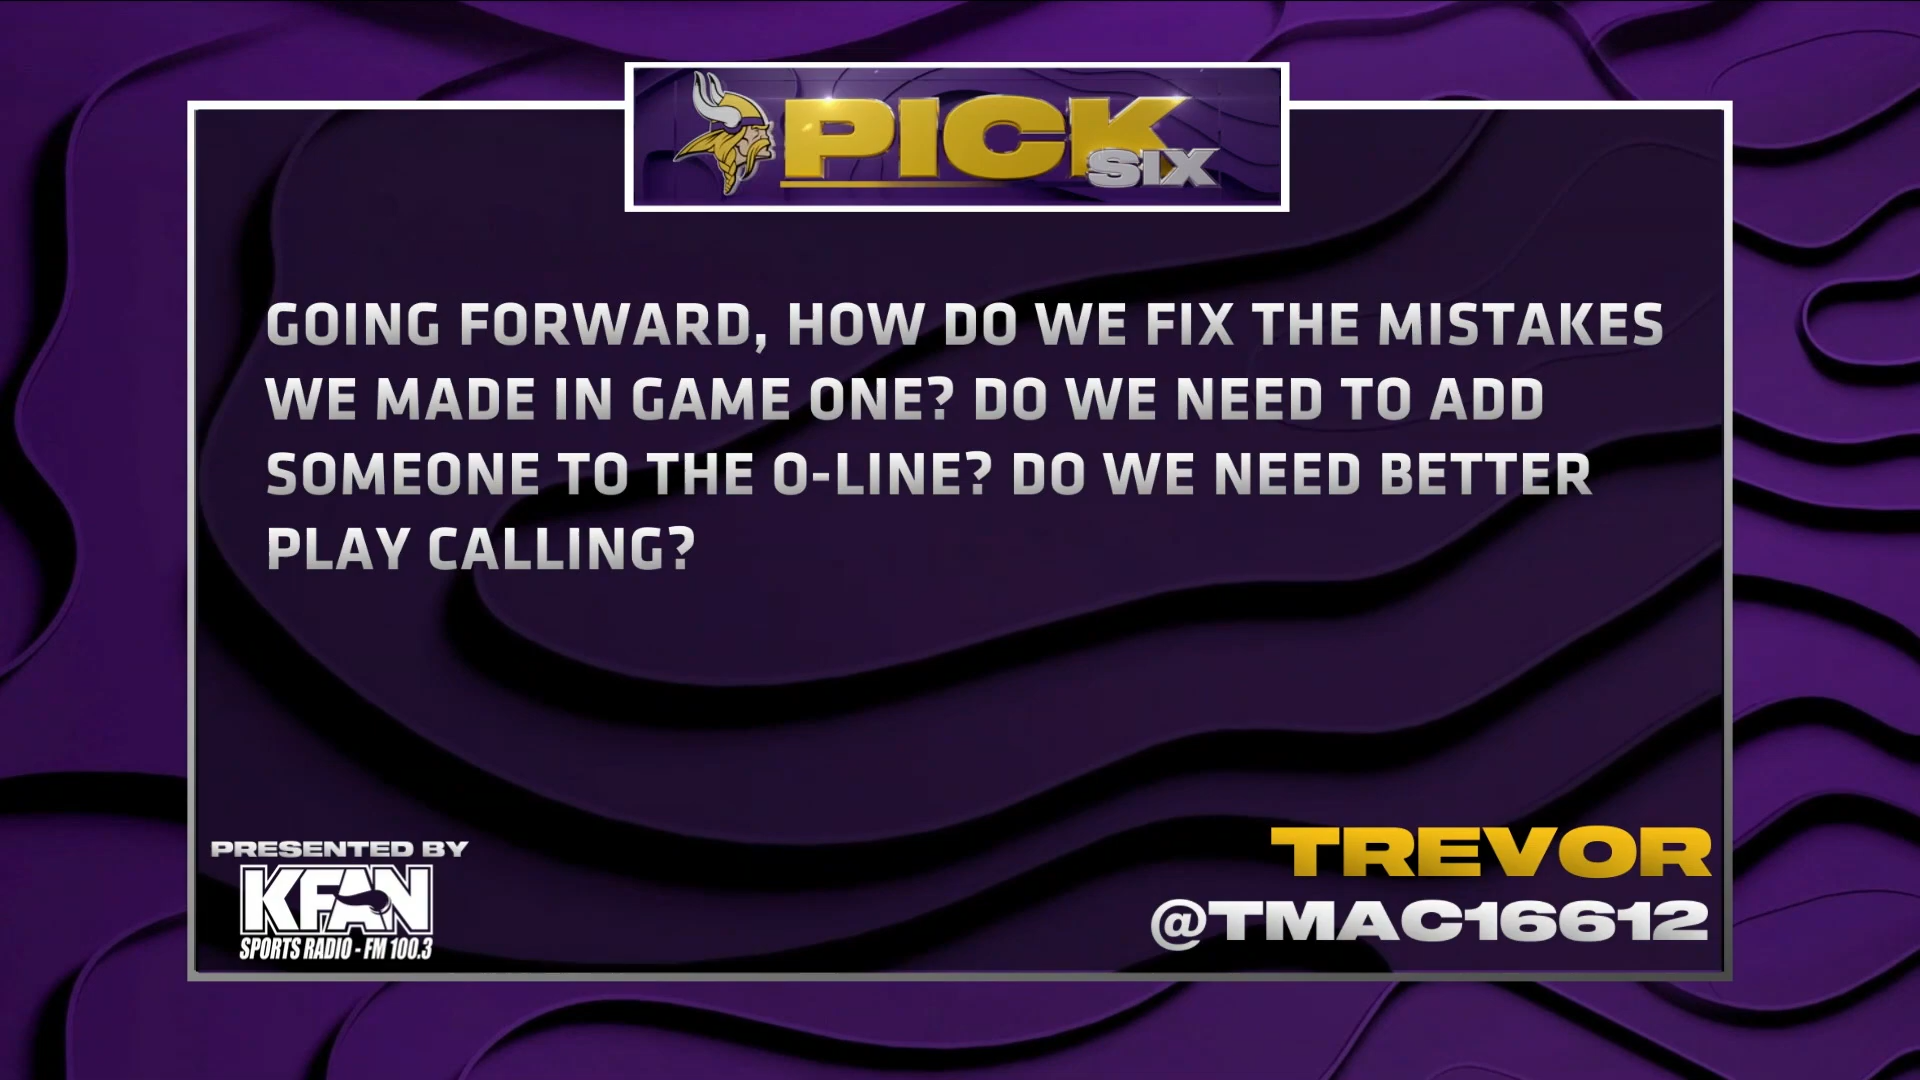 PICK
SIX
GOING FORWARD, HOW DO WE FIX THE MISTAKES
WE MADE IN GAME ONE? DO WE NEED TO ADD
SOMEONE TO THE O-LINE? DO WE NEED BETTER
PLAY CALLING?
PRESENTED BY
KFAN
SPORTS RADIO - FM 100.3
TREVOR
@TMAC16612